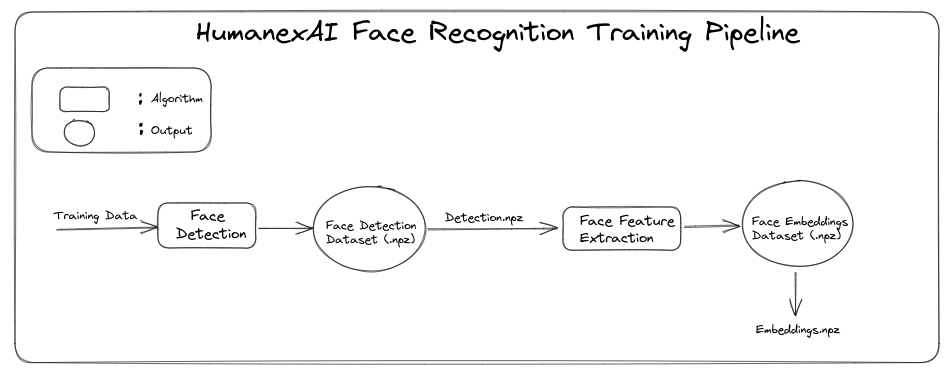 HumanexAI Face Recognition Training Pipeline
: Algorithm
: Output
Training Data
Face
Detection
Face Detection
Dataset (.npz)
Detection.npz
Face Feature
Extraction
Face Embeddings
Dataset (.npz)
Embeddings.npz